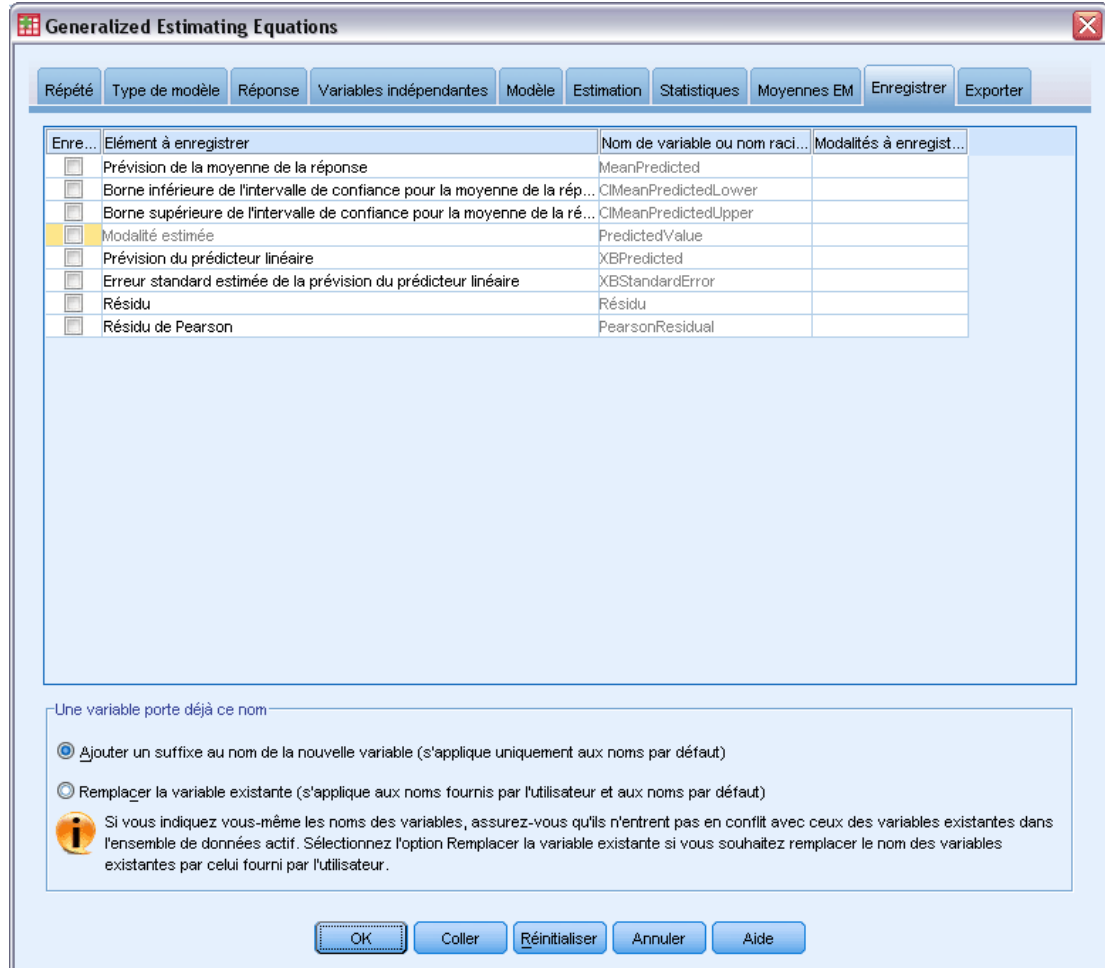 Generalized Estimating Equations
Répété Type de modèle Réponse Variables indépendantes Modèle Estimation Statistiques Moyennes EM Enregistrer Exporter
Enre... Elément à enregistrer Nom de variable ou nom raci... Modalités à enregist...
Prévision de la moyenne de la réponse MeanPredicted
Borne inférieure de l'intervalle de confiance pour la moyenne de la rép... CIMeanPredictedLower
Borne supérieure de l'intervalle de confiance pour la moyenne de la ré... CIMeanPredictedUpper
Modalité estimée PredictedValue
Prévision du prédicteur linéaire XBPredicted
Erreur standard estimée de la prévision du prédicteur linéaire XBStandardError
Résidu Résidu
Résidu de Pearson PearsonResidual
Une variable porte déjà ce nom
Ajouter un suffixe au nom de la nouvelle variable (s'applique uniquement aux noms par défaut)
Remplacer la variable existante (s'applique aux noms fournis par l'utilisateur et aux noms par défaut)
Si vous indiquez vous-même les noms des variables, assurez-vous qu'ils n'entrent pas en conflit avec ceux des variables existantes dans
l'ensemble de données actif. Sélectionnez l'option Remplacer la variable existante si vous souhaitez remplacer le nom des variables
existantes par celui fourni par l'utilisateur.
OK Coller Réinitialiser Annuler Aide